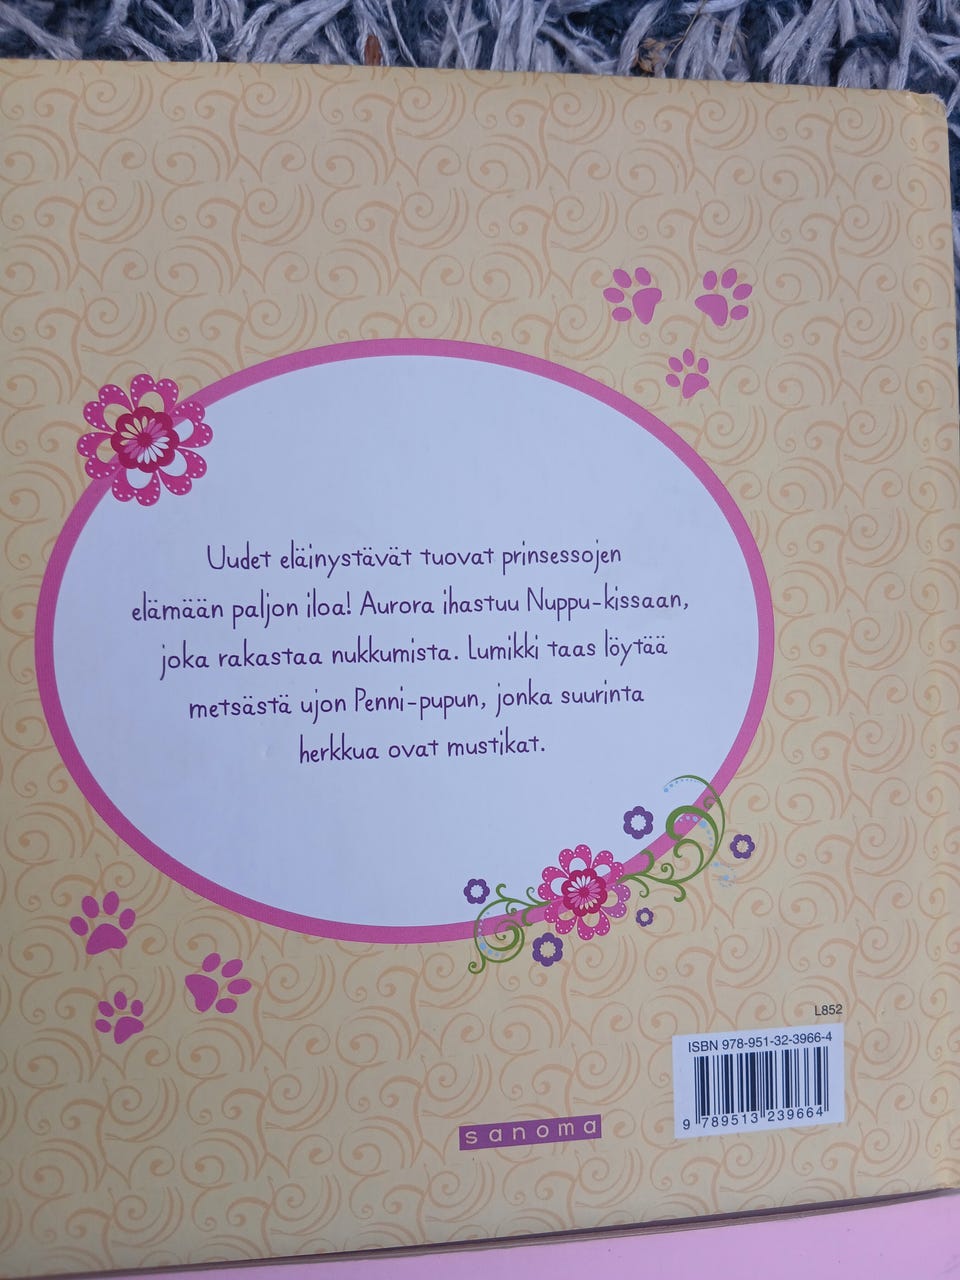 Uudet eläinystävät tuovat prinsessojen
elämään paljon iloa! Aurora ihastuu Nuppu-kissaan,
joka rakastaa nukkumista. Lumikki taas löytää
metsästä ujon Penni-pupun, jonka suurinta
herkkua ovat mustikat.
L852
ISBN 978-951-32-3966-4
9 789513 239664
sanoma